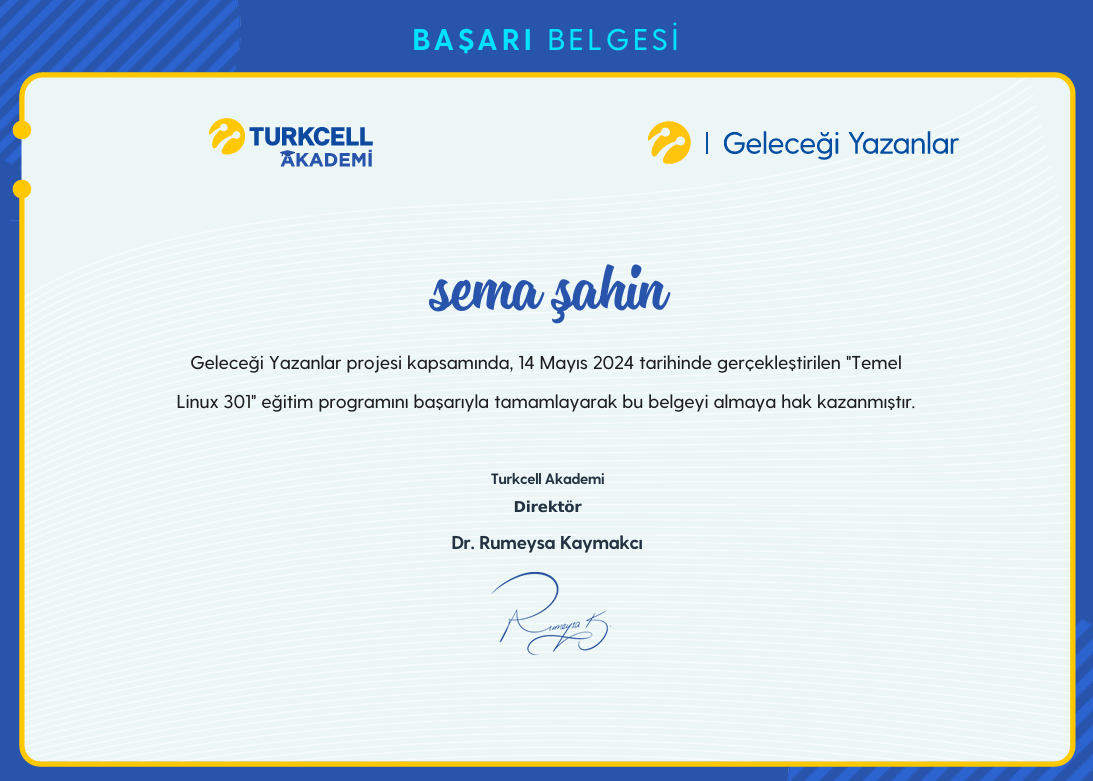 BAŞARI BELGESİ
TURKCELL
AKADEMİ
Geleceği Yazanlar
sema şahin
Geleceği Yazanlar projesi kapsamında, 14 Mayıs 2024 tarihinde gerçekleştirilen "Temel
Linux 301" eğitim programını başarıyla tamamlayarak bu belgeyi almaya hak kazanmıştır.
Turkcell Akademi
Direktör
Dr. Rumeysa Kaymakcı
Rumeysa K